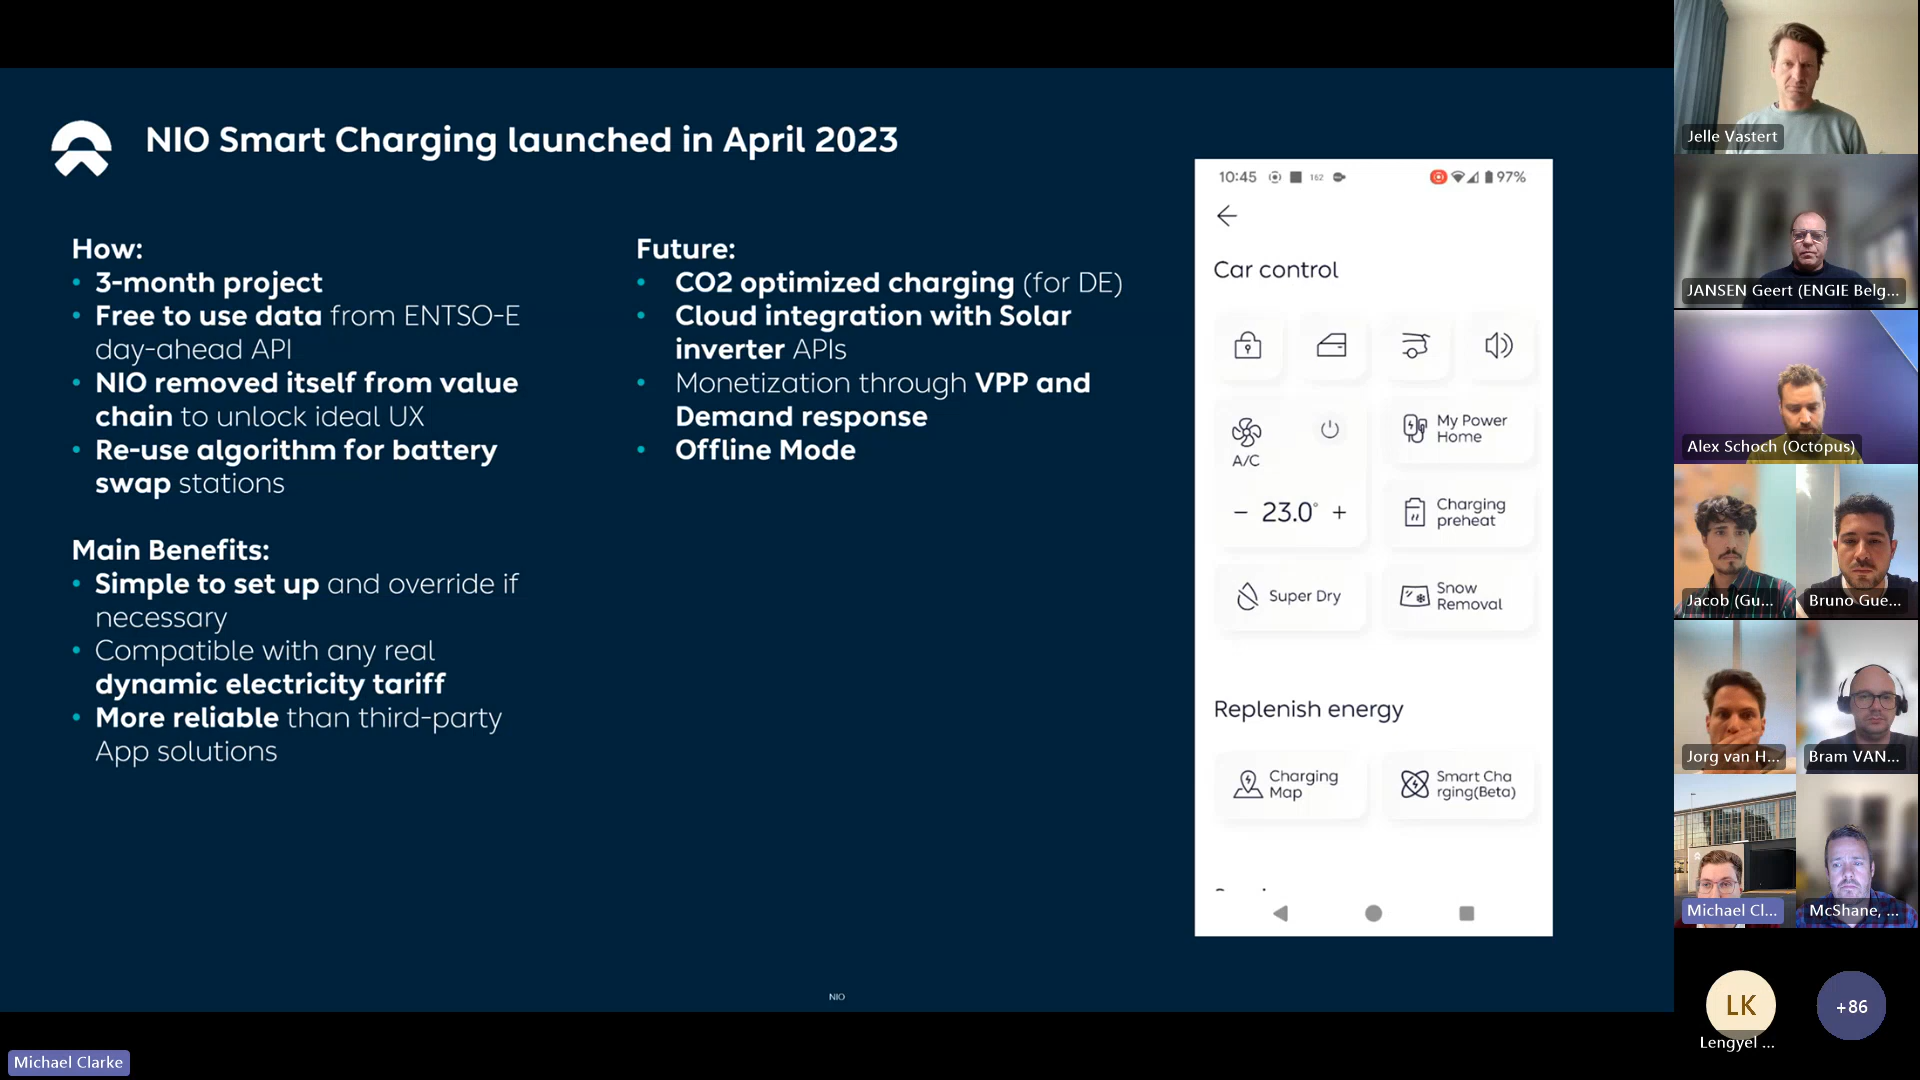 NIO Smart Charging launched in April 2023
How:
• 3-month project
• Free to use data from ENTSO-E
day-ahead API
• NIO removed itself from value
chain to unlock ideal UX
• Re-use algorithm for battery
swap stations
Main Benefits:
• Simple to set up and override if
necessary
• Compatible with any real
dynamic electricity tariff
• More reliable than third-party
App solutions
Future:
• CO2 optimized charging (for DE)
• Cloud integration with Solar
inverter APIs
• Monetization through VPP and
Demand response
• Offline Mode
10:45 162 97%
Car control
A/C
My Power
Home
− 23.0° +
Charging
preheat
Super Dry
Snow
Removal
Replenish energy
Charging
Map
Smart Cha
rging(Beta)
NIO
Michael Clarke
Jelle Vastert
JANSEN Geert (ENGIE Belg...
Alex Schoch (Octopus)
Jacob (Gu...
Bruno Gue...
Jorg van H...
Bram VAN...
Michael Cl...
McShane, ...
LK
Lengyel ...
+86